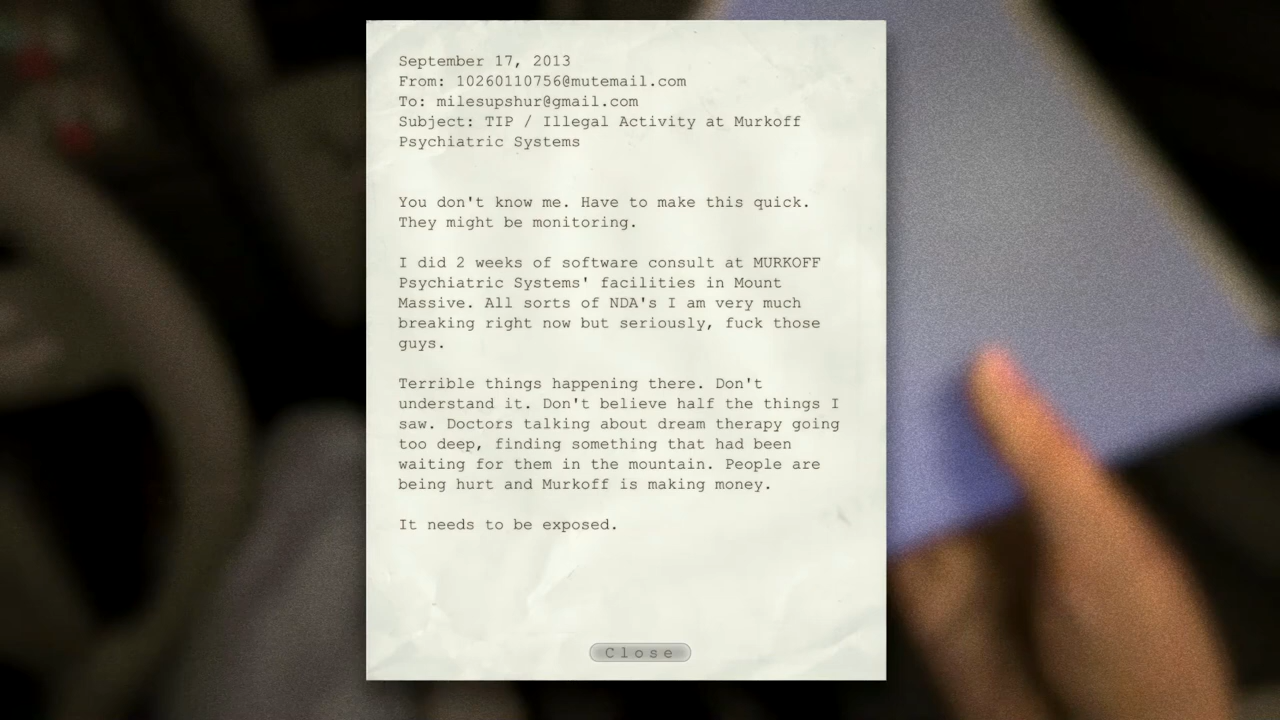 September 17, 2013
From: 10260110756@mutemail.com
To: milesupshur@gmail.com
Subject: TIP / Illegal Activity at Murkoff
Psychiatric Systems
You don't know me. Have to make this quick.
They might be monitoring.
I did 2 weeks of software consult at MURKOFF
Psychiatric Systems' facilities in Mount
Massive. All sorts of NDA's I am very much
breaking right now but seriously, fuck those
guys.
Terrible things happening there. Don't
understand it. Don't believe half the things I
saw. Doctors talking about dream therapy going
too deep, finding something that had been
waiting for them in the mountain. People are
being hurt and Murkoff is making money.
It needs to be exposed.
Close